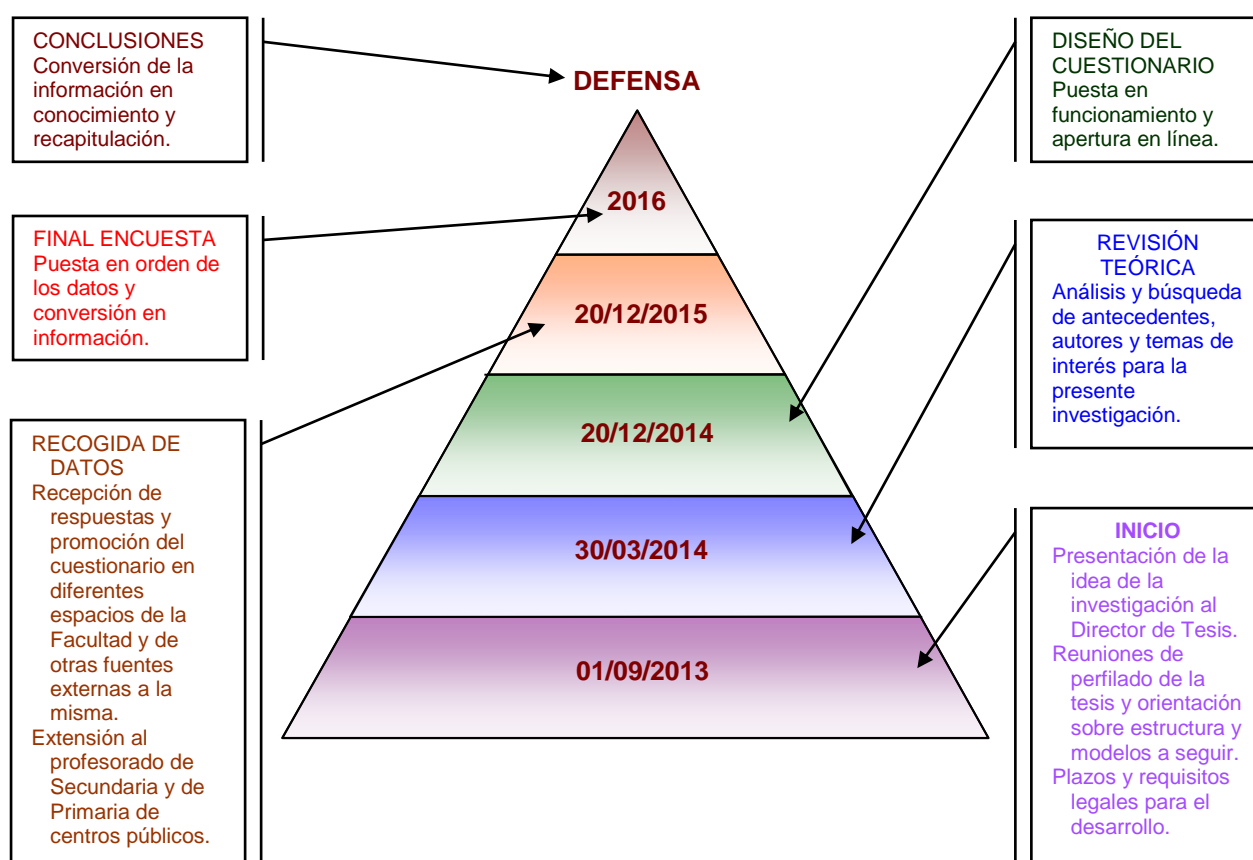 CONCLUSIONES
Conversión de la
información en
conocimiento y
recapitulación.
FINAL ENCUESTA
Puesta en orden de
los datos y
conversión en
información.
RECOGIDA DE
DATOS
Recepción de
respuestas y
promoción del
cuestionario en
diferentes
espacios de la
Facultad y de
otras fuentes
externas a la
misma.
Extensión al
profesorado de
Secundaria y de
Primaria de
centros públicos.
DEFENSA
2016
20/12/2015
20/12/2014
30/03/2014
01/09/2013
DISEÑO DEL
CUESTIONARIO
Puesta en
funcionamiento y
apertura en línea.
REVISIÓN
TEÓRICA
Análisis y búsqueda
de antecedentes,
autores y temas de
interés para la
presente
investigación.
INICIO
Presentación de la
idea de la
investigación al
Director de Tesis.
Reuniones de
perfilado de la
tesis y orientación
sobre estructura y
modelos a seguir.
Plazos y requisitos
legales para el
desarrollo.